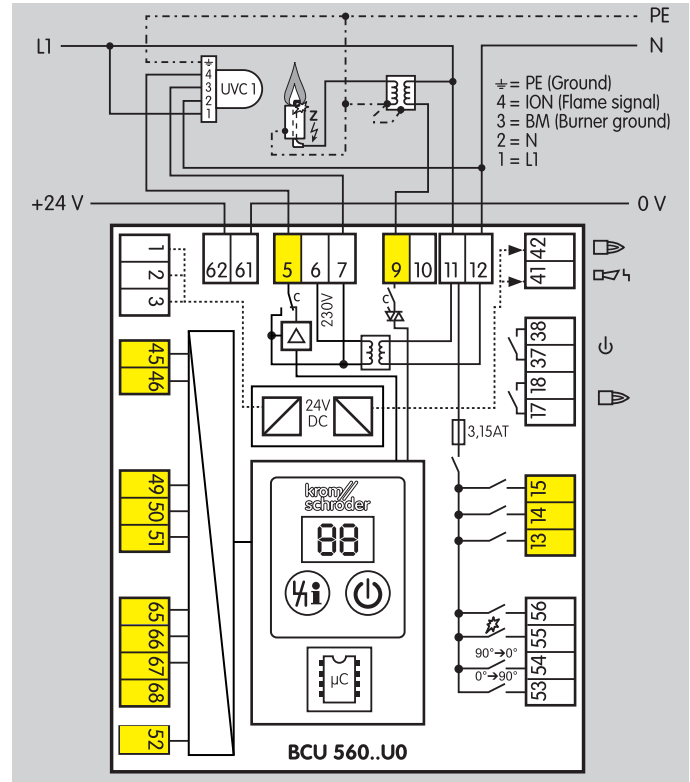 PE
L1
N
4
3
2
1
UVC 1
Z
= PE (Ground)
4 = ION (Flame signal)
3 = BM (Burner ground)
2 = N
1 = L1
+24 V
0 V
1
2
3
62 61
5 6 7
9 10
11 12
42
41
c
230V
c
38
37
18
17
45
46
24V
DC
3,15AT
49
50
51
krom
schröder
88
15
14
13
65
66
67
68
56
55
90°→0°
54
0°→90°
53
µC
52
BCU 560..U0